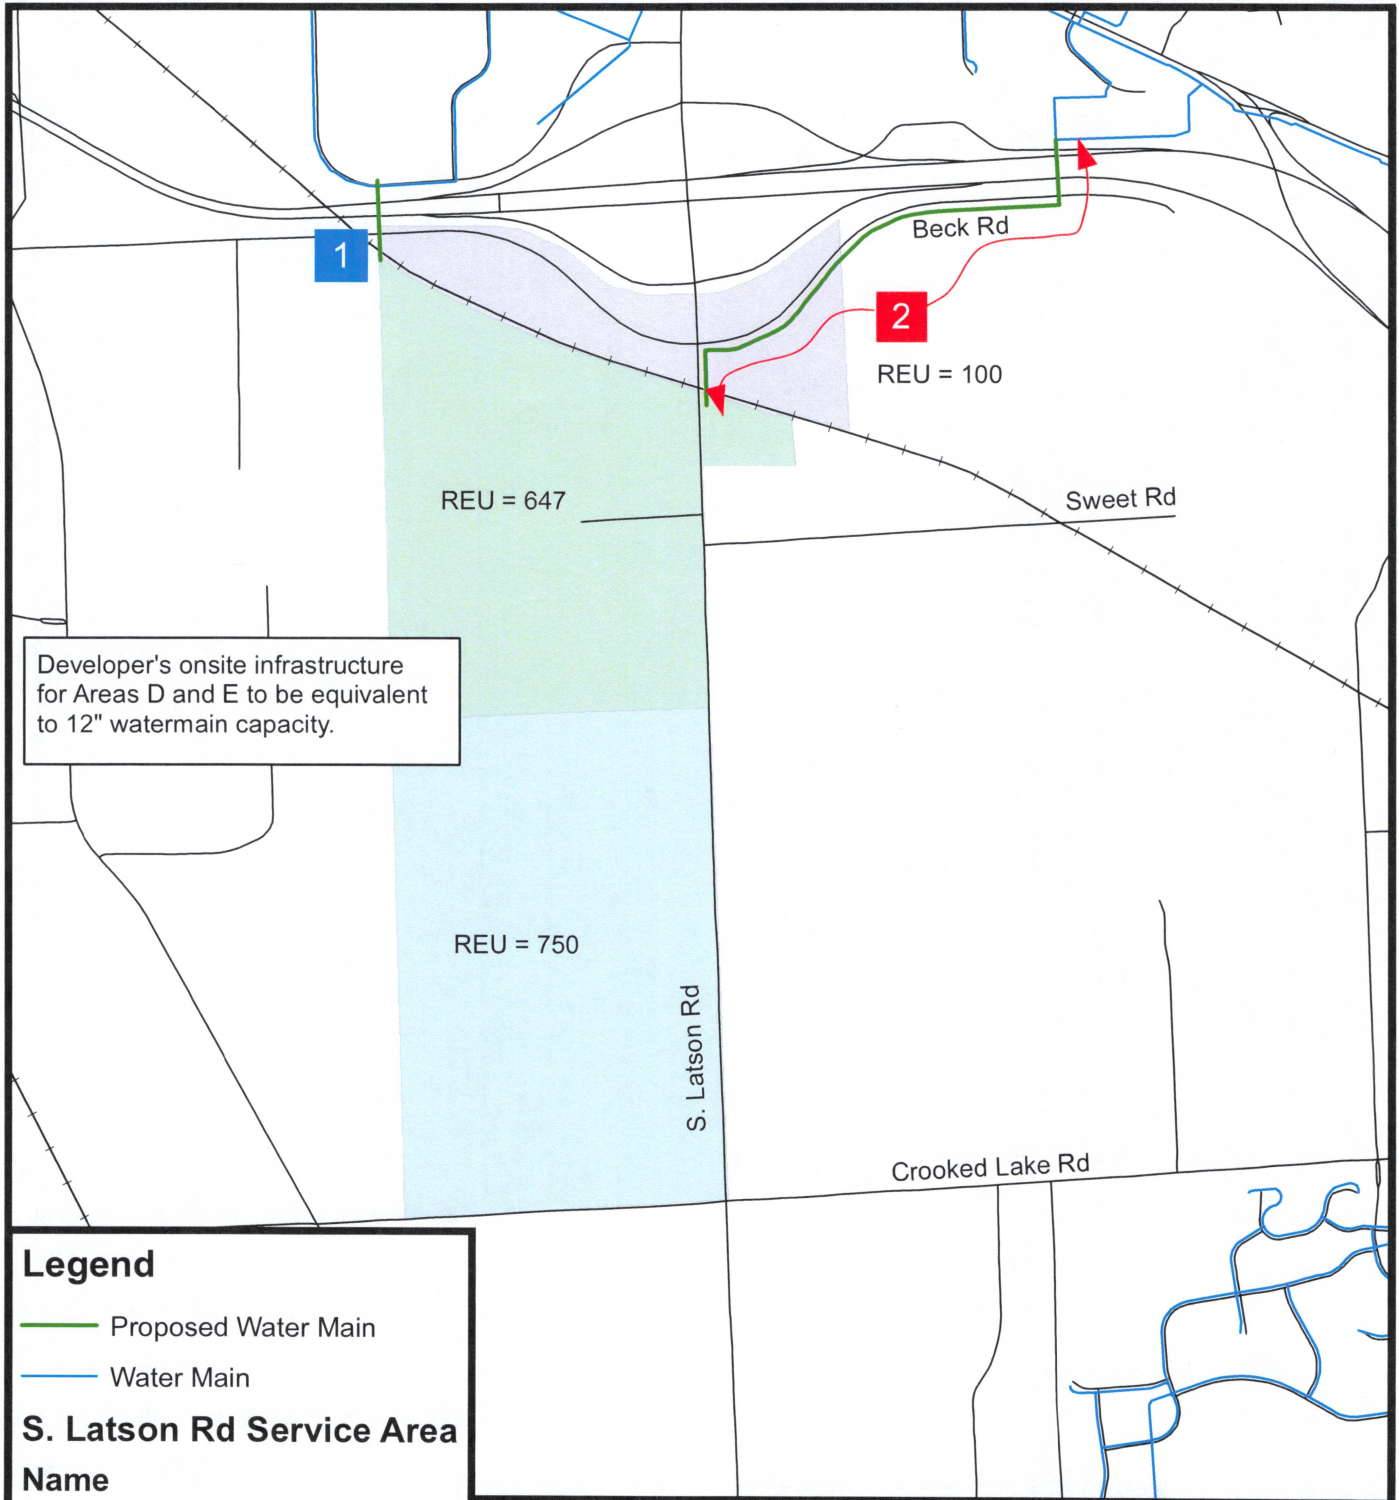 Beck Rd
1
2
REU = 100
REU = 647
Sweet Rd
Developer's onsite infrastructure
for Areas D and E to be equivalent
to 12" watermain capacity.
REU = 750
S. Latson Rd
Crooked Lake Rd
Legend
Proposed Water Main
Water Main
S. Latson Rd Service Area
Name